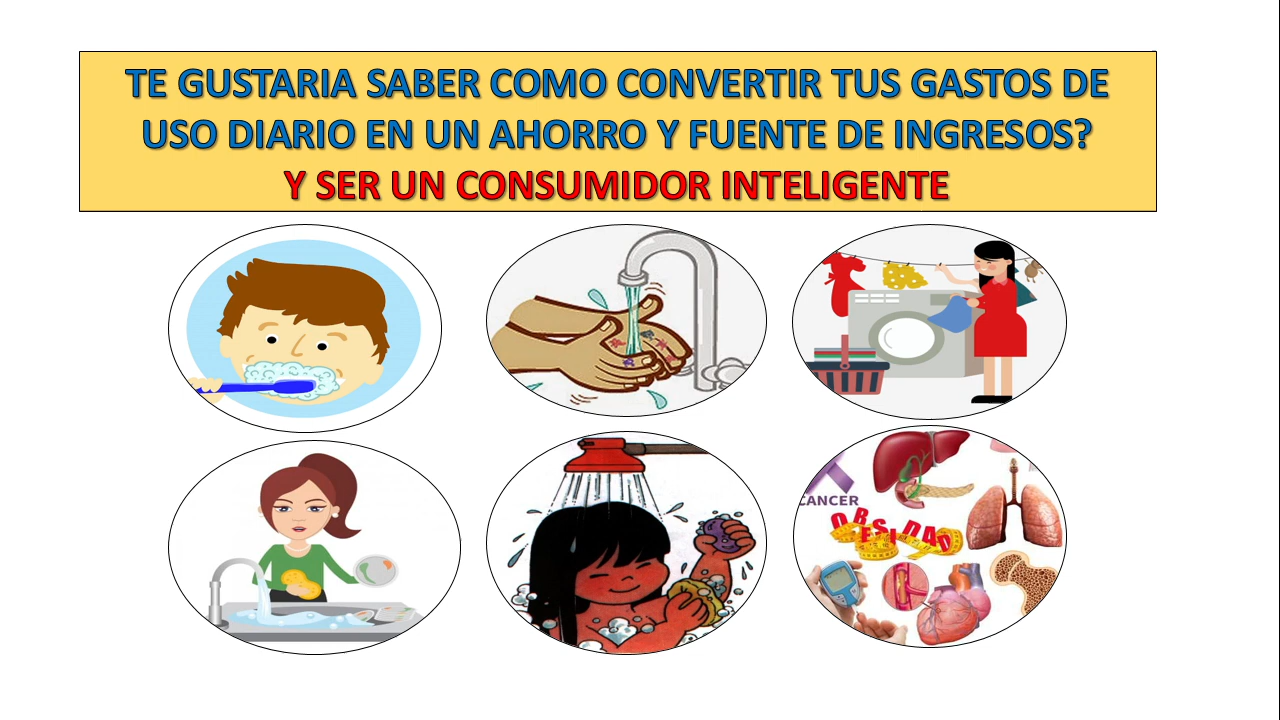 TE GUSTARIA SABER COMO CONVERTIR TUS GASTOS DE
USO DIARIO EN UN AHORRO Y FUENTE DE INGRESOS?
Y SER UN CONSUMIDOR INTELIGENTE
CANCER
OBESIDAD